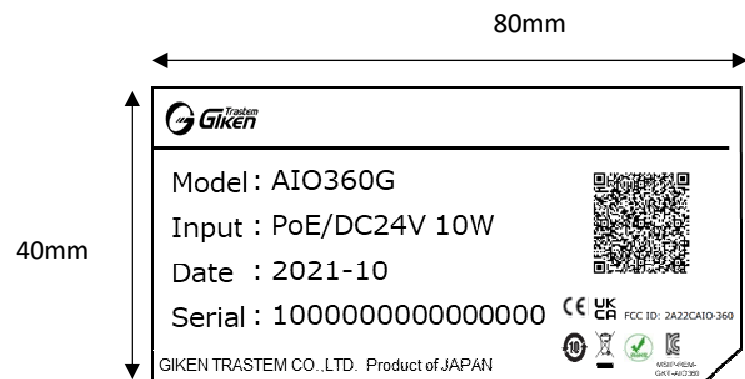 80mm
40mm
Giken Trastem
Model : AIO360G
Input : PoE/DC24V 10W
Date : 2021-10
Serial : 1000000000000000
CE UK CA FCC ID: 2A22CAIO-360
10
GIKEN TRASTEM CO.,LTD. Product of JAPAN